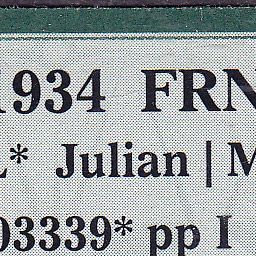 1934 FRN
* Julian | M
03339* pp I